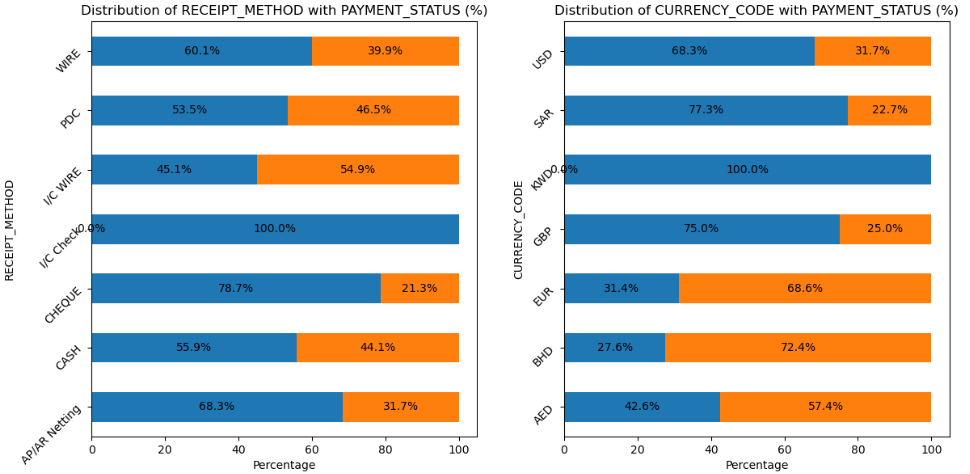 Distribution of RECEIPT_METHOD with PAYMENT_STATUS (%)
RECEIPT_METHOD
WIRE 60.1% 39.9%
PDC 53.5% 46.5%
I/C WIRE 45.1% 54.9%
I/C Check 0.0% 100.0%
CHEQUE 78.7% 21.3%
CASH 55.9% 44.1%
AP/AR Netting 68.3% 31.7%
0 20 40 60 80 100
Percentage
Distribution of CURRENCY_CODE with PAYMENT_STATUS (%)
CURRENCY_CODE
USD 68.3% 31.7%
SAR 77.3% 22.7%
KWD 0.0% 100.0%
GBP 75.0% 25.0%
EUR 31.4% 68.6%
BHD 27.6% 72.4%
AED 42.6% 57.4%
0 20 40 60 80 100
Percentage